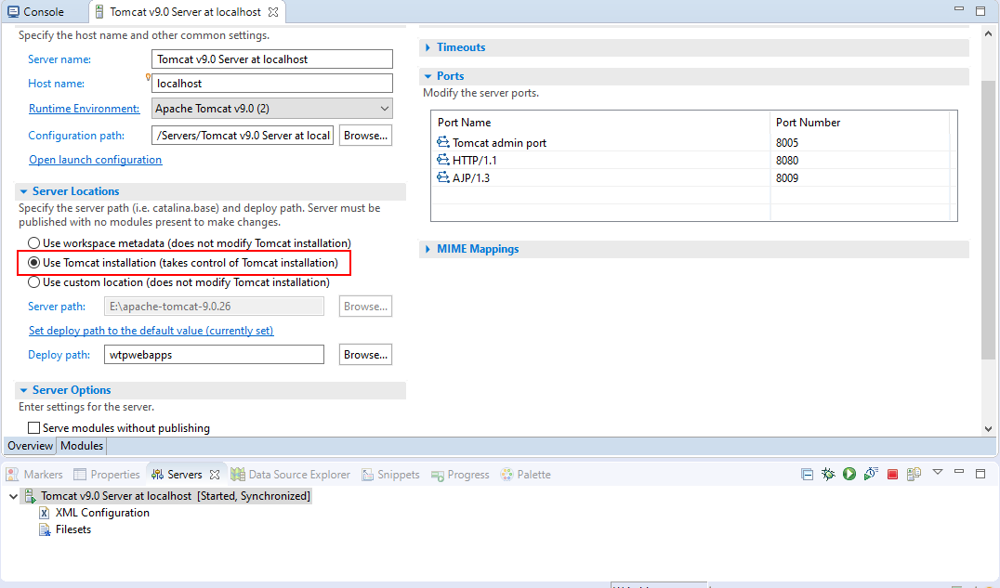 Console
Tomcat v9.0 Server at localhost
Specify the host name and other common settings.
Server name: Tomcat v9.0 Server at localhost
Host name: localhost
Runtime Environment: Apache Tomcat v9.0 (2)
Configuration path: /Servers/Tomcat v9.0 Server at local Browse...
Open launch configuration
Server Locations
Specify the server path (i.e. catalina.base) and deploy path. Server must be
published with no modules present to make changes.
Use workspace metadata (does not modify Tomcat installation)
Use Tomcat installation (takes control of Tomcat installation)
Use custom location (does not modify Tomcat installation)
Server path: E:\apache-tomcat-9.0.26 Browse...
Set deploy path to the default value (currently set)
Deploy path: wtpwebapps Browse...
Server Options
Enter settings for the server.
Serve modules without publishing
Timeouts
Ports
Modify the server ports.
Port Name Port Number
Tomcat admin port 8005
HTTP/1.1 8080
AJP/1.3 8009
MIME Mappings
Overview Modules
Markers Properties Servers Data Source Explorer Snippets Progress Palette
Tomcat v9.0 Server at localhost [Started, Synchronized]
XML Configuration
Filesets